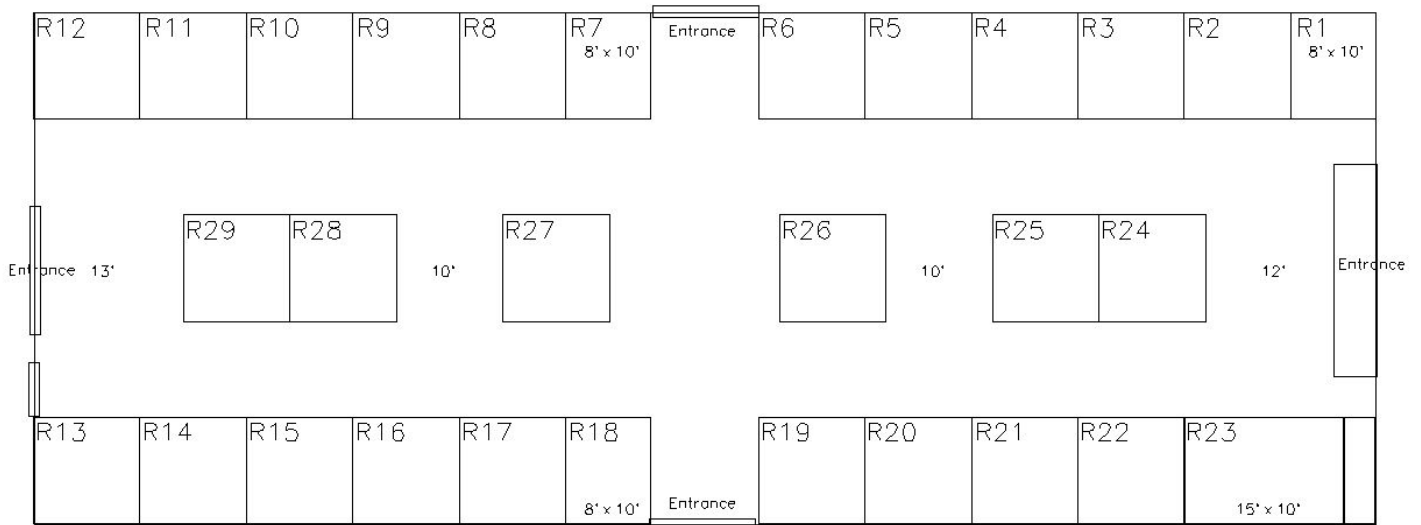 R12 R11 R10 R9 R8 R7 Entrance R6 R5 R4 R3 R2 R1
8' x 10' 8' x 10'
R29 R28 R27 R26 R25 R24
Entrance 13' 10' 10' 12' Entrance
R13 R14 R15 R16 R17 R18 R19 R20 R21 R22 R23
8' x 10' Entrance 15' x 10'